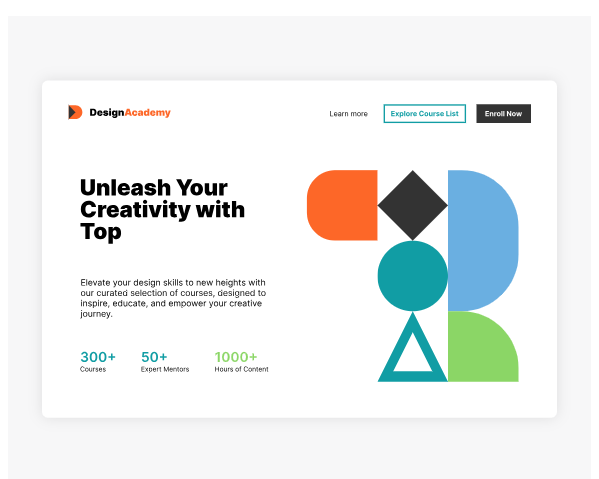 DesignAcademy
Learn more
Explore Course List
Enroll Now
Unleash Your
Creativity with
Top
Elevate your design skills to new heights with
our curated selection of courses, designed to
inspire, educate, and empower your creative
journey.
300+
Courses
50+
Expert Mentors
1000+
Hours of Content